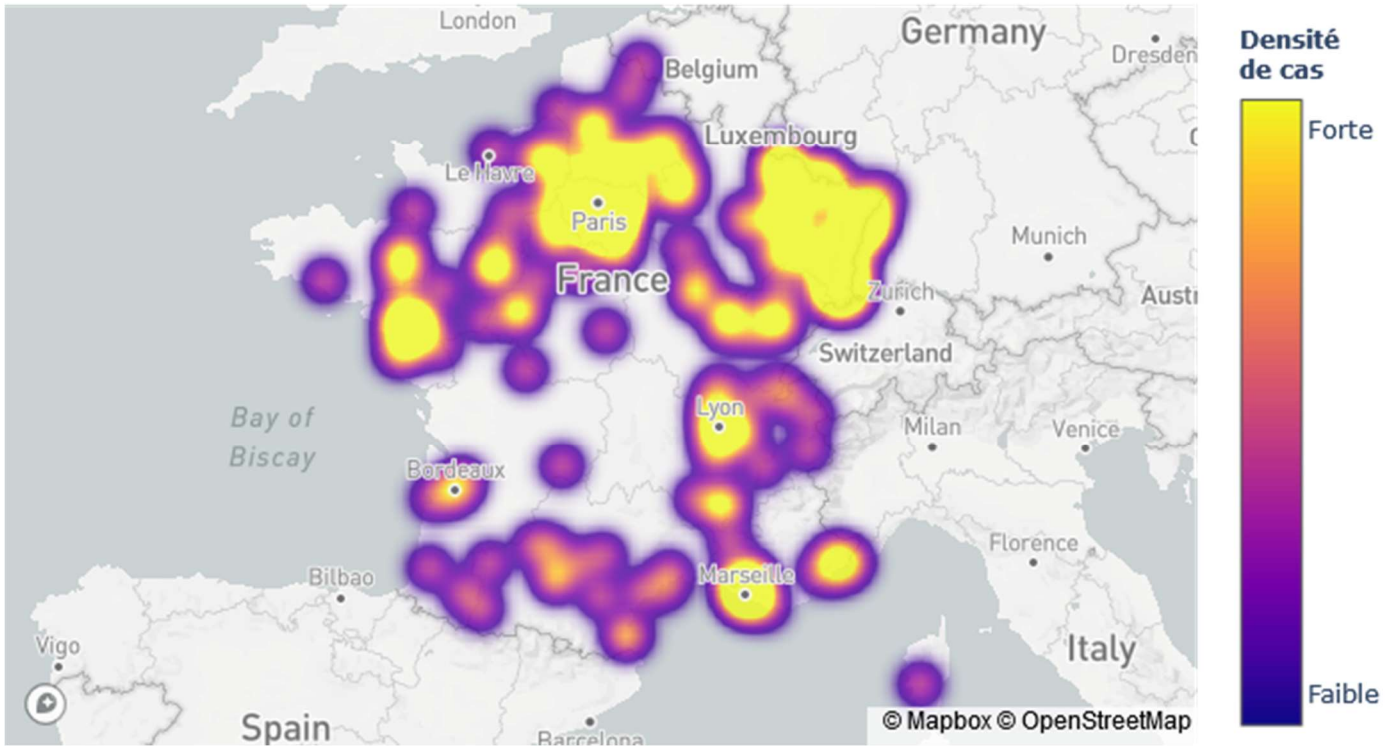 London
Germany
Dresden
Belgium
Luxembourg
Le Havre
Paris
Munich
France
Zurich
Austr
Switzerland
Lyon
Milan
Venice
Bay of
Biscay
Bordeaux
Florence
Marseille
Bilbao
Vigo
Italy
Spain
Barcelona
© Mapbox © OpenStreetMap
Densité
de cas
Forte
Faible